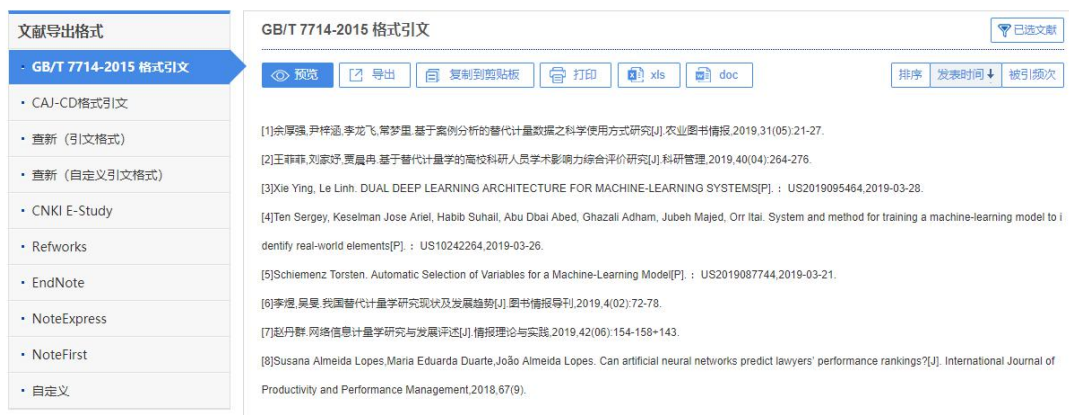 文献导出格式
GB/T 7714-2015 格式引文
CAJ-CD格式引文
查新（引文格式）
查新（自定义引文格式）
CNKI E-Study
Refworks
EndNote
NoteExpress
NoteFirst
自定义
GB/T 7714-2015 格式引文
已选文献
预览 导出 复制到剪贴板 打印 xls doc 排序 发表时间 被引频次
[1]余厚强,尹梓涵,李龙飞,常梦里.基于案例分析的替代计量数据之科学使用方式研究[J].农业图书情报,2019,31(05):21-27.
[2]王菲菲,刘家妤,贾晨冉.基于替代计量学的高校科研人员学术影响力综合评价研究[J].科研管理,2019,40(04):264-276.
[3]Xie Ying, Le Linh. DUAL DEEP LEARNING ARCHITECTURE FOR MACHINE-LEARNING SYSTEMS[P]. ：US2019095464,2019-03-28.
[4]Ten Sergey, Keselman Jose Ariel, Habib Suhail, Abu Dbai Abed, Ghazali Adham, Jubeh Majed, Orr Itai. System and method for training a machine-learning model to i
dentify real-world elements[P]. ：US10242264,2019-03-26.
[5]Schiemenz Torsten. Automatic Selection of Variables for a Machine-Learning Model[P]. ：US2019087744,2019-03-21.
[6]李煜,吴旻.我国替代计量学研究现状及发展趋势[J].图书情报导刊,2019,4(02):72-78.
[7]赵丹群.网络信息计量学研究与发展评述[J].情报理论与实践,2019,42(06):154-158+143.
[8]Susana Almeida Lopes,Maria Eduarda Duarte,João Almeida Lopes. Can artificial neural networks predict lawyers' performance rankings?[J]. International Journal of
Productivity and Performance Management,2018,67(9).